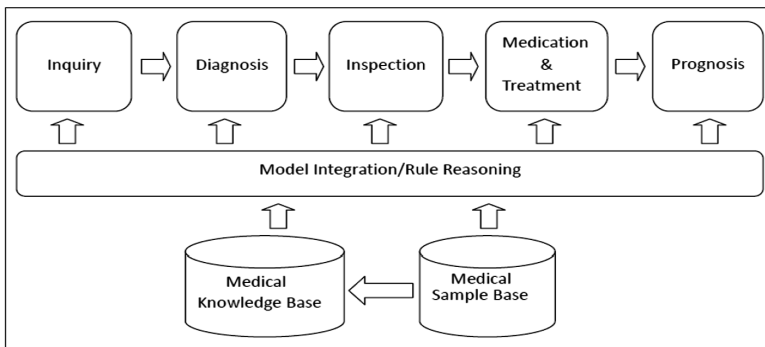 Inquiry
Diagnosis
Inspection
Medication
&
Treatment
Prognosis
Model Integration/Rule Reasoning
Medical
Knowledge Base
Medical
Sample Base